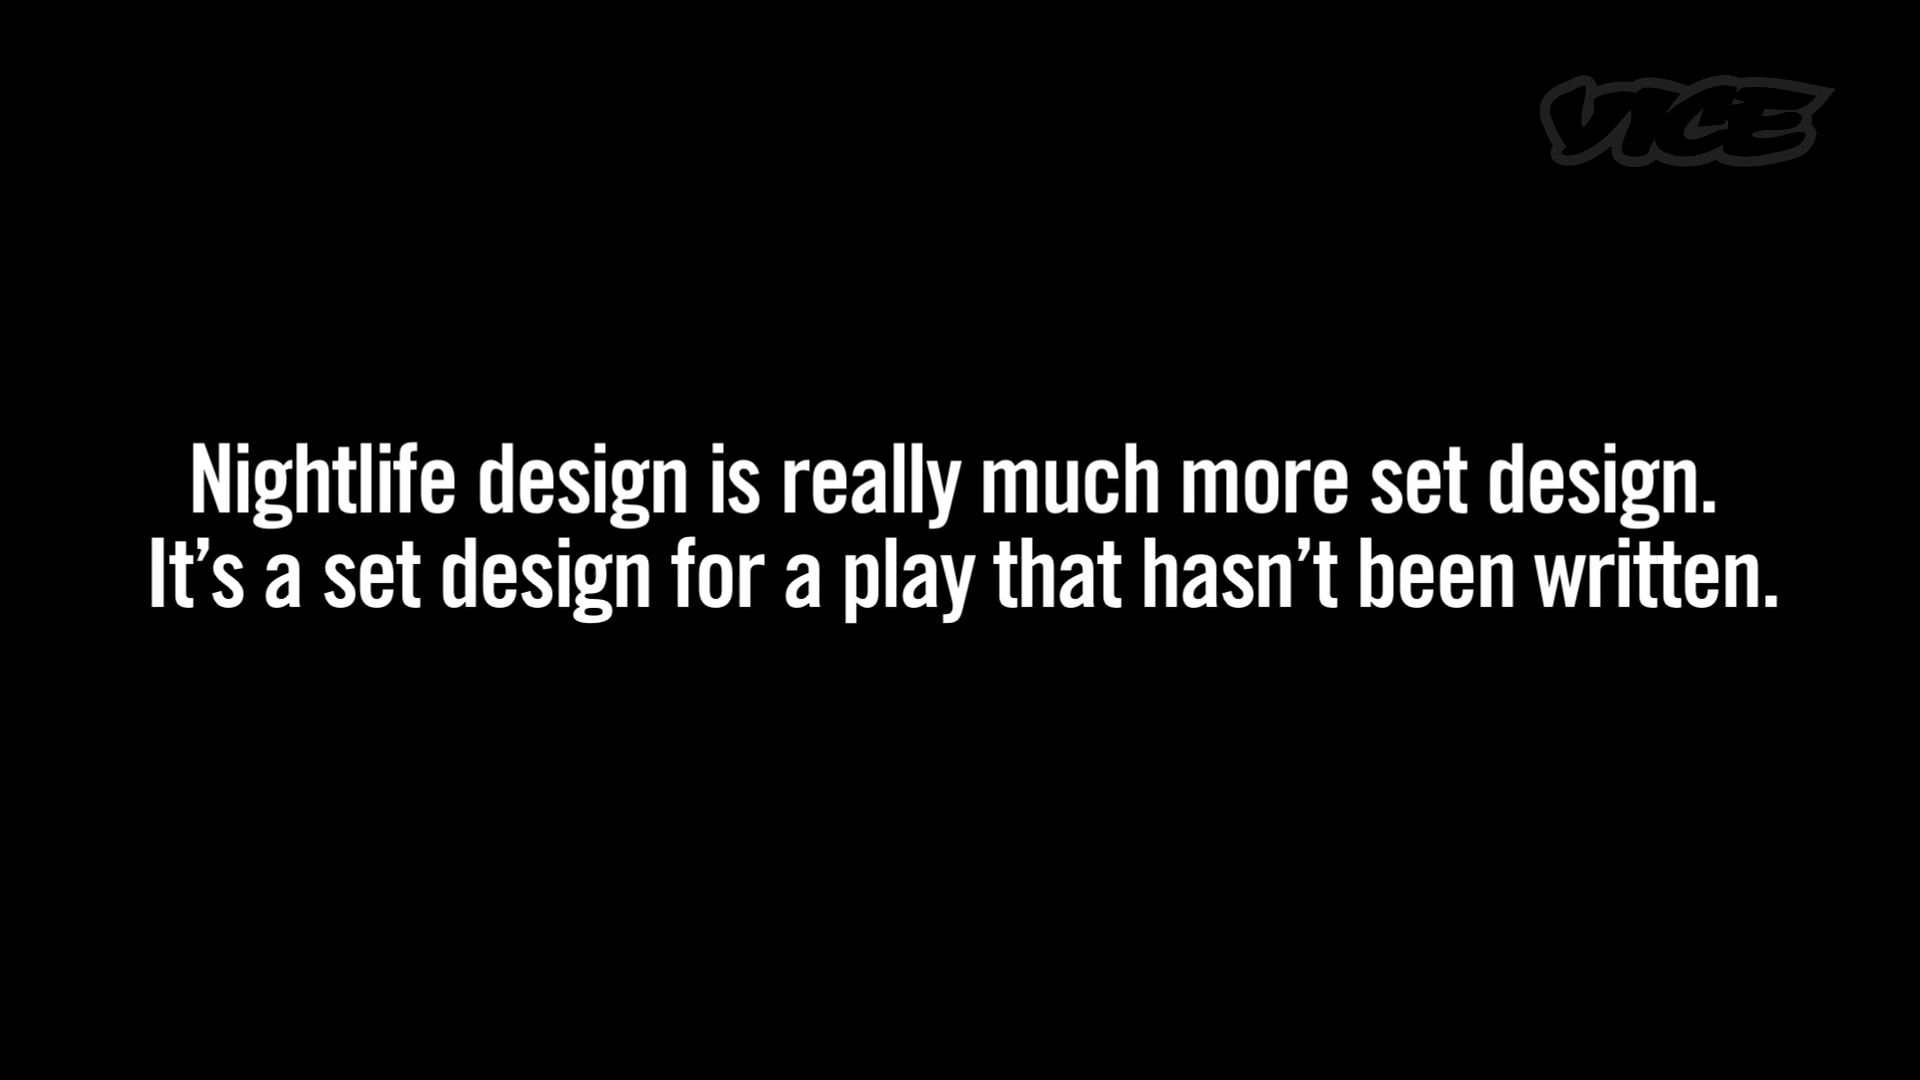 VICE
Nightlife design is really much more set design.
It’s a set design for a play that hasn’t been written.